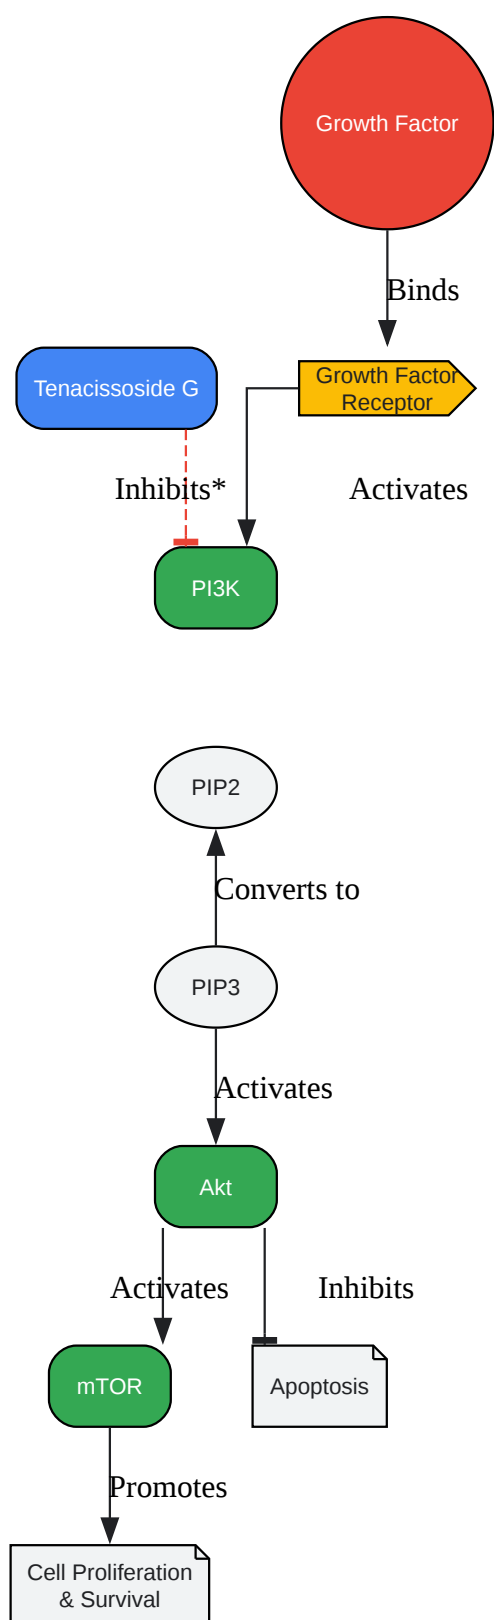 Growth Factor
Binds
Tenacissoside G
Growth Factor
Receptor
Inhibits*
Activates
PI3K
PIP2
Converts to
PIP3
Activates
Akt
Activates
Inhibits
mTOR
Apoptosis
Promotes
Cell Proliferation
& Survival